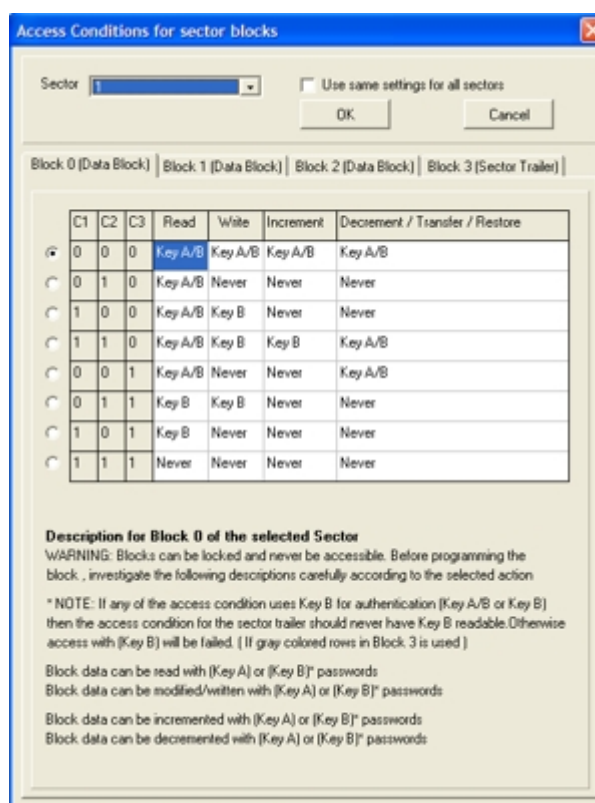 Access Conditions for sector blocks
Sector 1 Use same settings for all sectors
OK Cancel
Block 0 (Data Block) Block 1 (Data Block) Block 2 (Data Block) Block 3 (Sector Trailer)
C1 C2 C3 Read Write Increment Decrement / Transfer / Restore
0 0 0 Key A/B Key A/B Key A/B Key A/B
0 1 0 Key A/B Never Never Never
1 0 0 Key A/B Key B Never Never
1 1 0 Key A/B Key B Key B Key A/B
0 0 1 Key A/B Never Never Key A/B
0 1 1 Key B Key B Never Never
1 0 1 Key B Never Never Never
1 1 1 Never Never Never Never
Description for Block 0 of the selected Sector
WARNING: Blocks can be locked and never be accessible. Before programming the
block , investigate the following descriptions carefully according to the selected action
* NOTE: If any of the access condition uses Key B for authentication (Key A/B or Key B)
then the access condition for the sector trailer should never have Key B readable.Otherwise
access with (Key B) will be failed. ( If gray colored rows in Block 3 is used )
Block data can be read with (Key A) or (Key B)* passwords
Block data can be modified/written with (Key A) or (Key B)* passwords
Block data can be incremented with (Key A) or (Key B)* passwords
Block data can be decremented with (Key A) or (Key B)* passwords